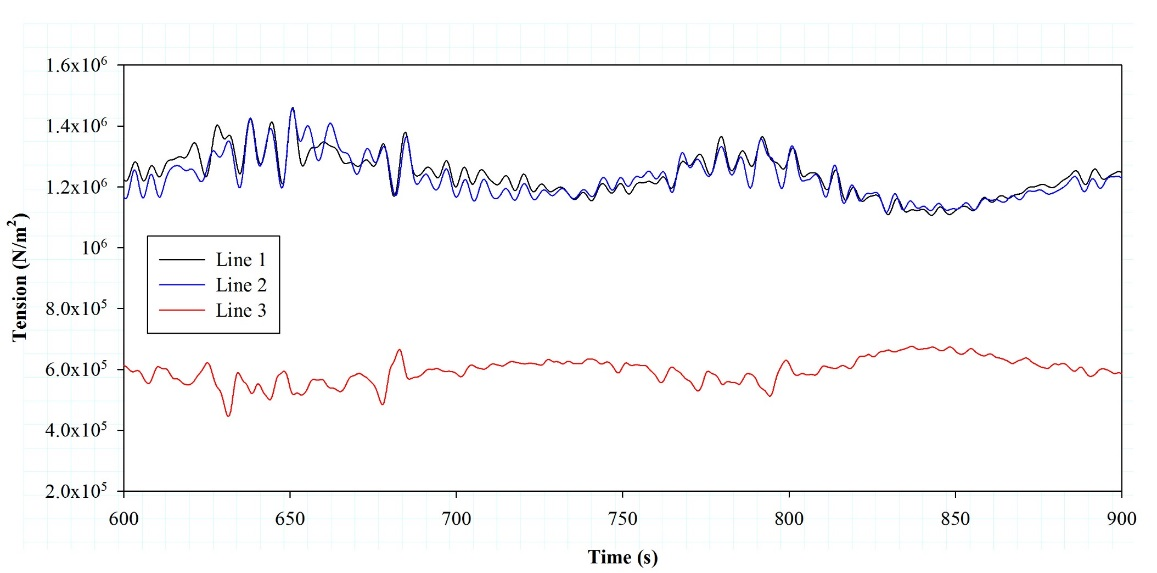 1.6x10⁶
1.4x10⁶
1.2x10⁶
10⁶
8.0x10⁵
6.0x10⁵
4.0x10⁵
2.0x10⁵
Tension (N/m²)
Line 1
Line 2
Line 3
600 650 700 750 800 850 900
Time (s)